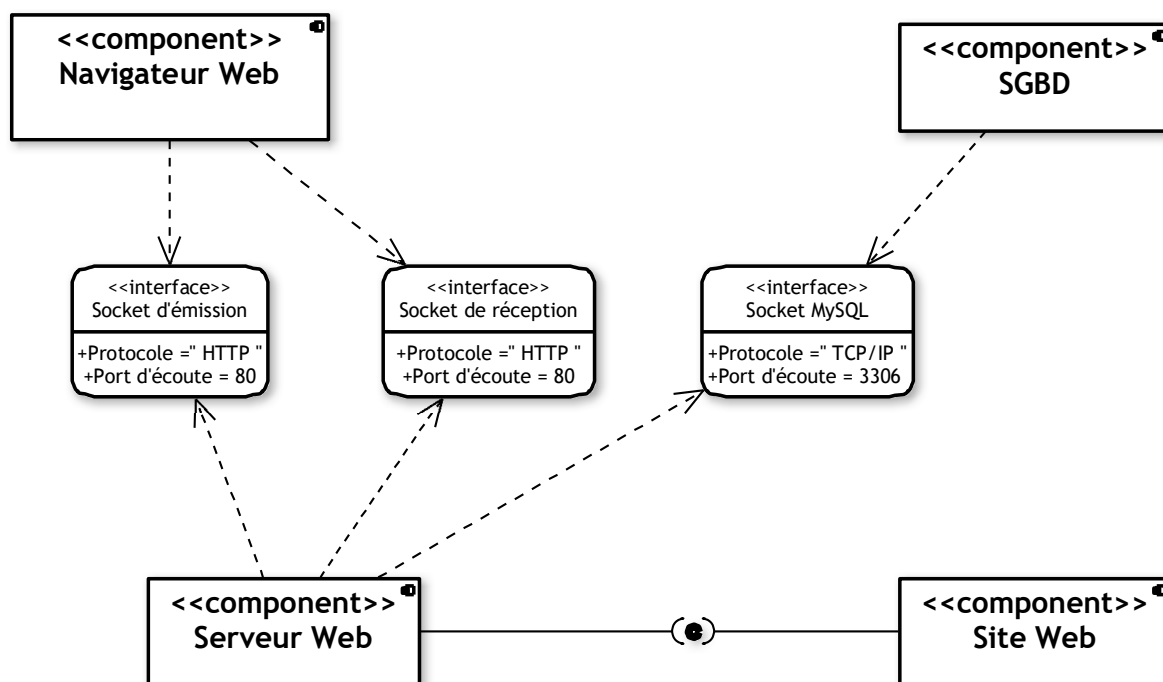 <<component>>
Navigateur Web
<<component>>
SGBD
<<interface>>
Socket d'émission
+Protocole =" HTTP "
+Port d'écoute = 80
<<interface>>
Socket de réception
+Protocole =" HTTP "
+Port d'écoute = 80
<<interface>>
Socket MySQL
+Protocole =" TCP/IP "
+Port d'écoute = 3306
<<component>>
Serveur Web
<<component>>
Site Web